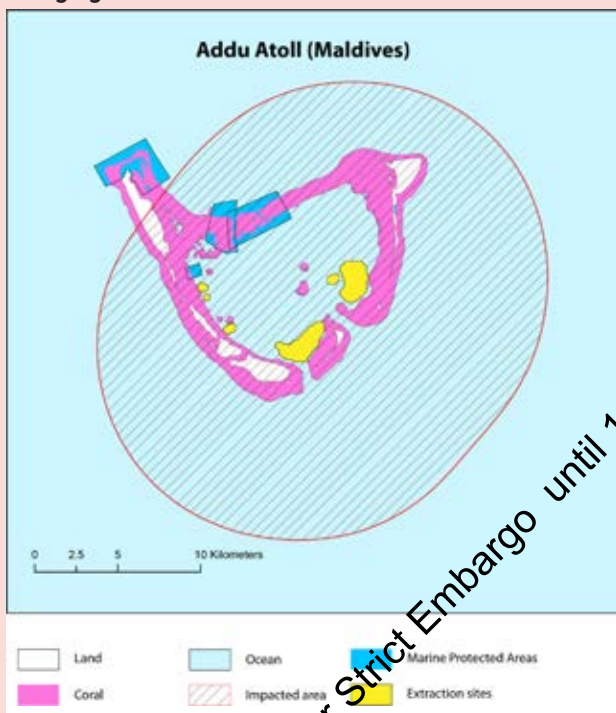 Addu Atoll (Maldives)
0 2.5 5 10 Kilometers
Land Ocean Marine Protected Areas
Coral Impacted area Extraction sites
Strict Embargo until 1